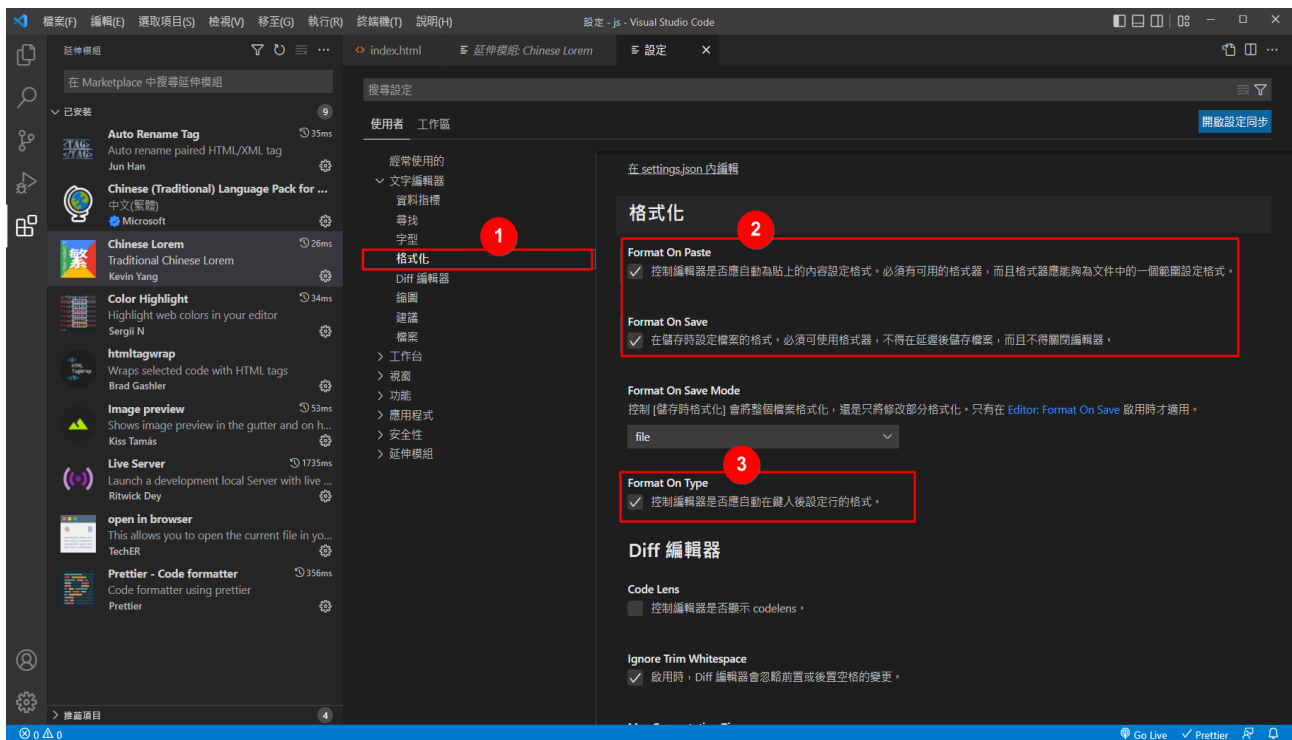 檔案(F) 編輯(E) 選取項目(S) 檢視(V) 移至(G) 執行(R) 終端機(T) 說明(H) 設定 - js - Visual Studio Code
延伸模組
在 Marketplace 中搜尋延伸模組
已安裝 9
Auto Rename Tag 35ms
Auto rename paired HTML/XML tag
Jun Han
Chinese (Traditional) Language Pack for ...
中文(繁體)
Microsoft
Chinese Lorem 26ms
Traditional Chinese Lorem
Kevin Yang
Color Highlight 34ms
Highlight web colors in your editor
Sergii N
htmltagwrap
Wraps selected code with HTML tags
Brad Gashler
Image preview 53ms
Shows image preview in the gutter and on h...
Kiss Tamás
Live Server 1735ms
Launch a development local Server with live ...
Ritwick Dey
open in browser
This allows you to open the current file in yo...
TechER
Prettier - Code formatter 356ms
Code formatter using prettier
Prettier
推薦項目 4
index.html 延伸模組: Chinese Lorem 設定
搜尋設定
使用者 工作區 開啟設定同步
經常使用的
文字編輯器
資料指標
尋找
字型
格式化
Diff 編輯器
縮圖
建議
檔案
工作台
視窗
功能
應用程式
安全性
延伸模組
1
在 settings.json 內編輯
格式化
2
Format On Paste
控制編輯器是否應自動為貼上的內容設定格式。必須有可用的格式器，而且格式器應能夠為文件中的一個範圍設定格式。
Format On Save
在儲存時設定檔案的格式。必須可使用格式器，不得在延遲後儲存檔案，而且不得關閉編輯器。
Format On Save Mode
控制 [儲存時格式化] 會將整個檔案格式化，還是只將修改部分格式化。只有在 Editor: Format On Save 啟用時才適用。
file
3
Format On Type
控制編輯器是否應自動在鍵入後設定行的格式。
Diff 編輯器
Code Lens
控制編輯器是否顯示 codelens。
Ignore Trim Whitespace
啟用時，Diff 編輯器會忽略前置或後置空格的變更。
0 0 Go Live Prettier